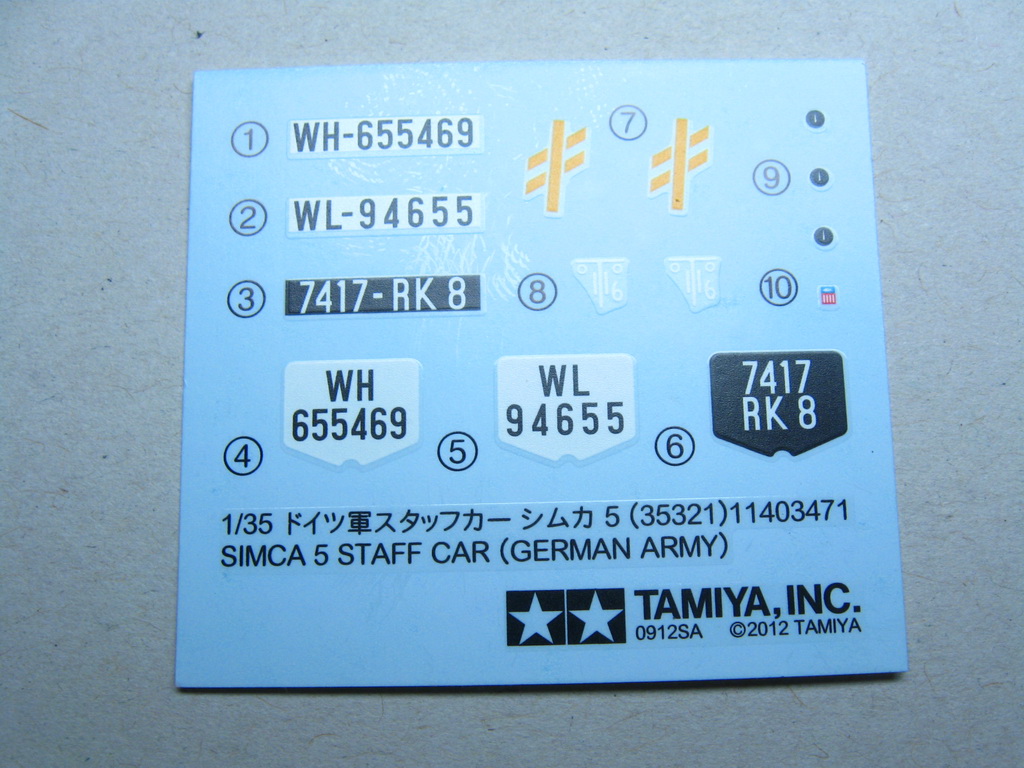 ① WH-655469
② WL-94655
③ 7417-RK 8
⑦
⑧
⑨
⑩
④ WH
655469
⑤ WL
94655
⑥ 7417
RK 8
1/35 ドイツ軍スタッフカー シムカ 5 (35321)11403471
SIMCA 5 STAFF CAR (GERMAN ARMY)
TAMIYA, INC.
0912SA ©2012 TAMIYA